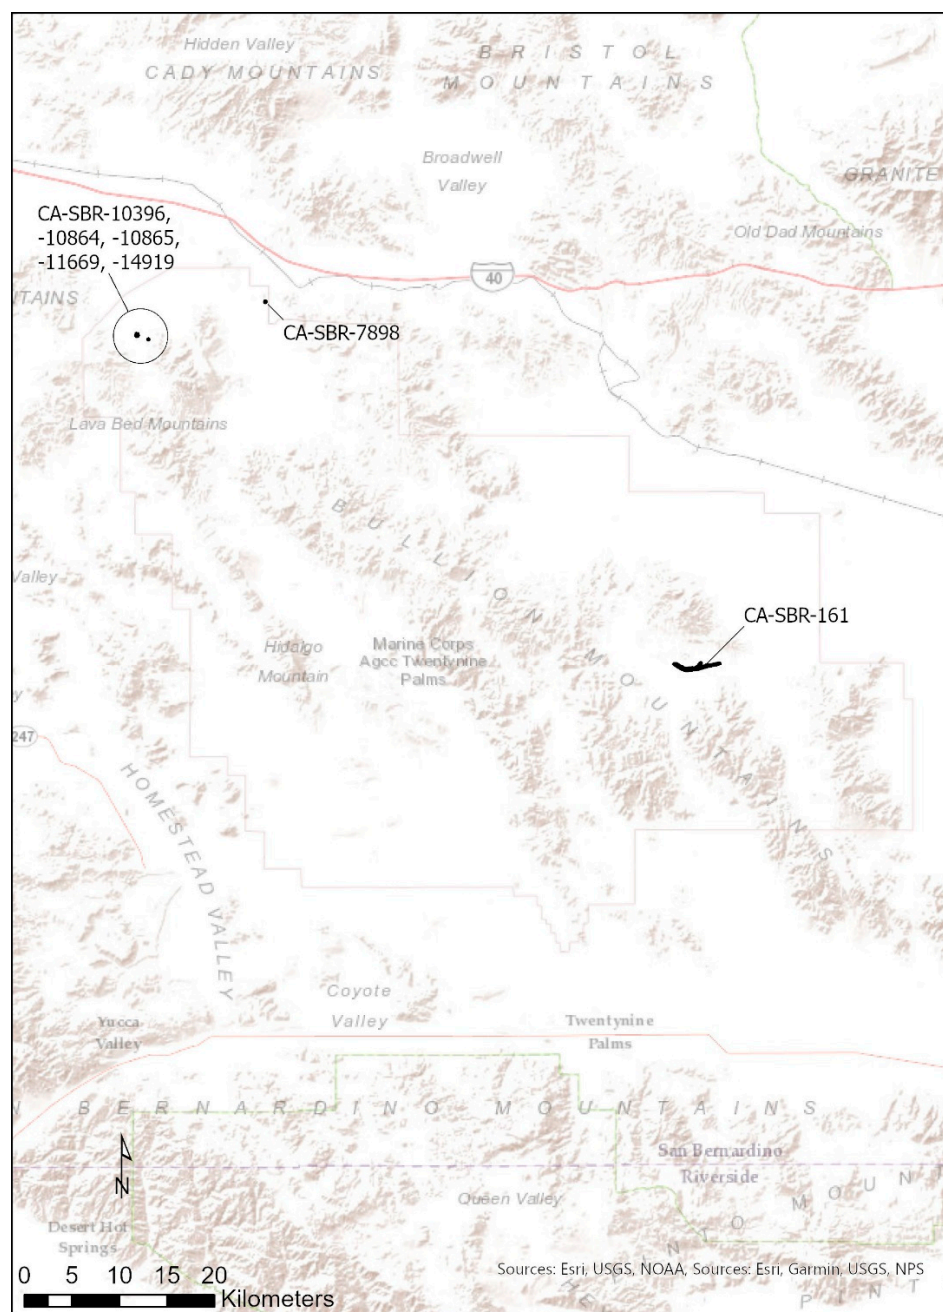 Hidden Valley
CADY MOUNTAINS
BRISTOL
MOUNTAINS
Broadwell
Valley
GRANITE
CA-SBR-10396,
-10864, -10865,
-11669, -14919
Old Dad Mountains
40
TAINS
CA-SBR-7898
Lava Bed Mountains
BULLION MOUNTAINS
Valley
CA-SBR-161
Hidalgo
Mountain
Marine Corps
Agcc Twentynine
Palms
247
HOMESTEAD VALLEY
Coyote
Valley
Yucca
Valley
Twentynine
Palms
N BERNARDINO MOUNTAINS
San Bernardino
Riverside
N
Queen Valley
PINTO MOUN
Desert Hot
Springs
Sources: Esri, USGS, NOAA, Sources: Esri, Garmin, USGS, NPS
0 5 10 15 20
Kilometers
PINT